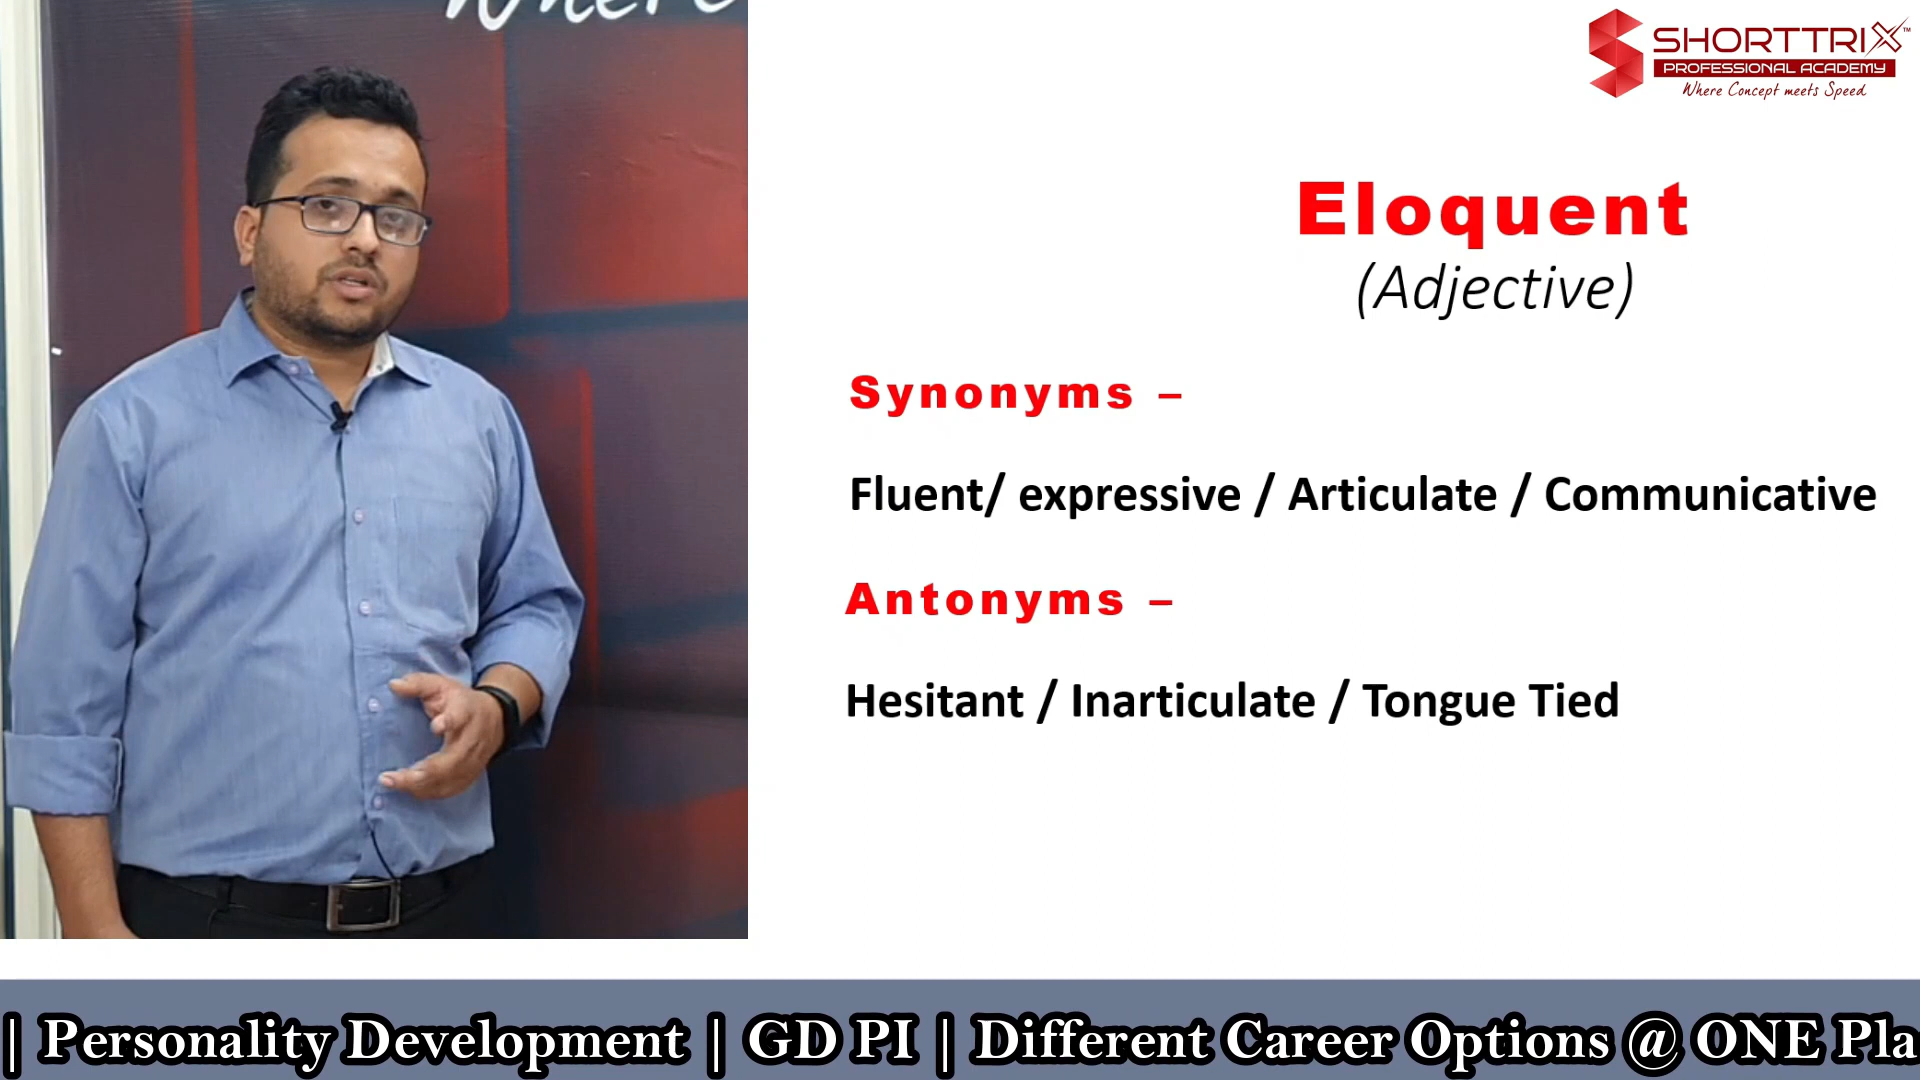 SHORTTRIX™
PROFESSIONAL ACADEMY
Where Concept meets Speed
Eloquent
(Adjective)
Synonyms –
Fluent/ expressive / Articulate / Communicative
Antonyms –
Hesitant / Inarticulate / Tongue Tied
| Personality Development | GD PI | Different Career Options @ ONE Pla